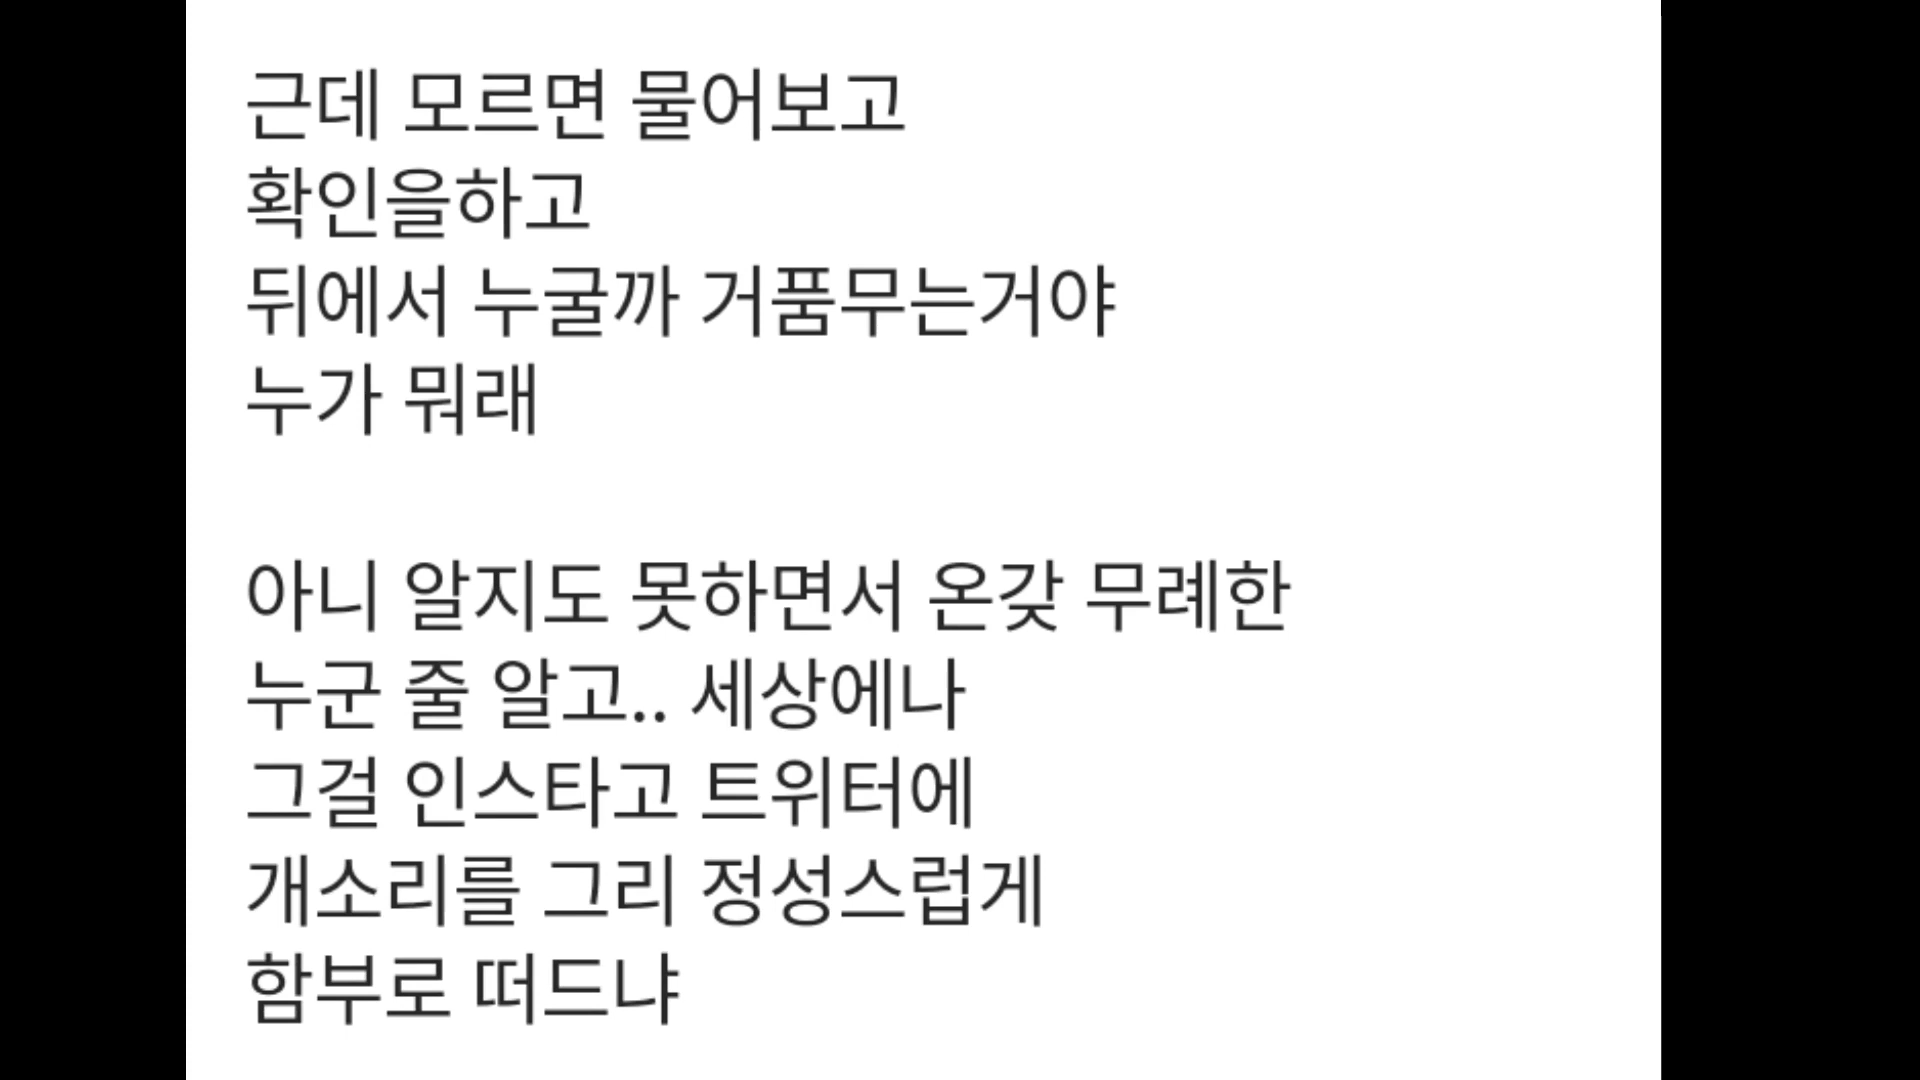 근데 모르면 물어보고
확인을하고
뒤에서 누굴까 거품무는거야
누가 뭐래
아니 알지도 못하면서 온갖 무례한
누군 줄 알고.. 세상에나
그걸 인스타고 트위터에
개소리를 그리 정성스럽게
함부로 떠드냐